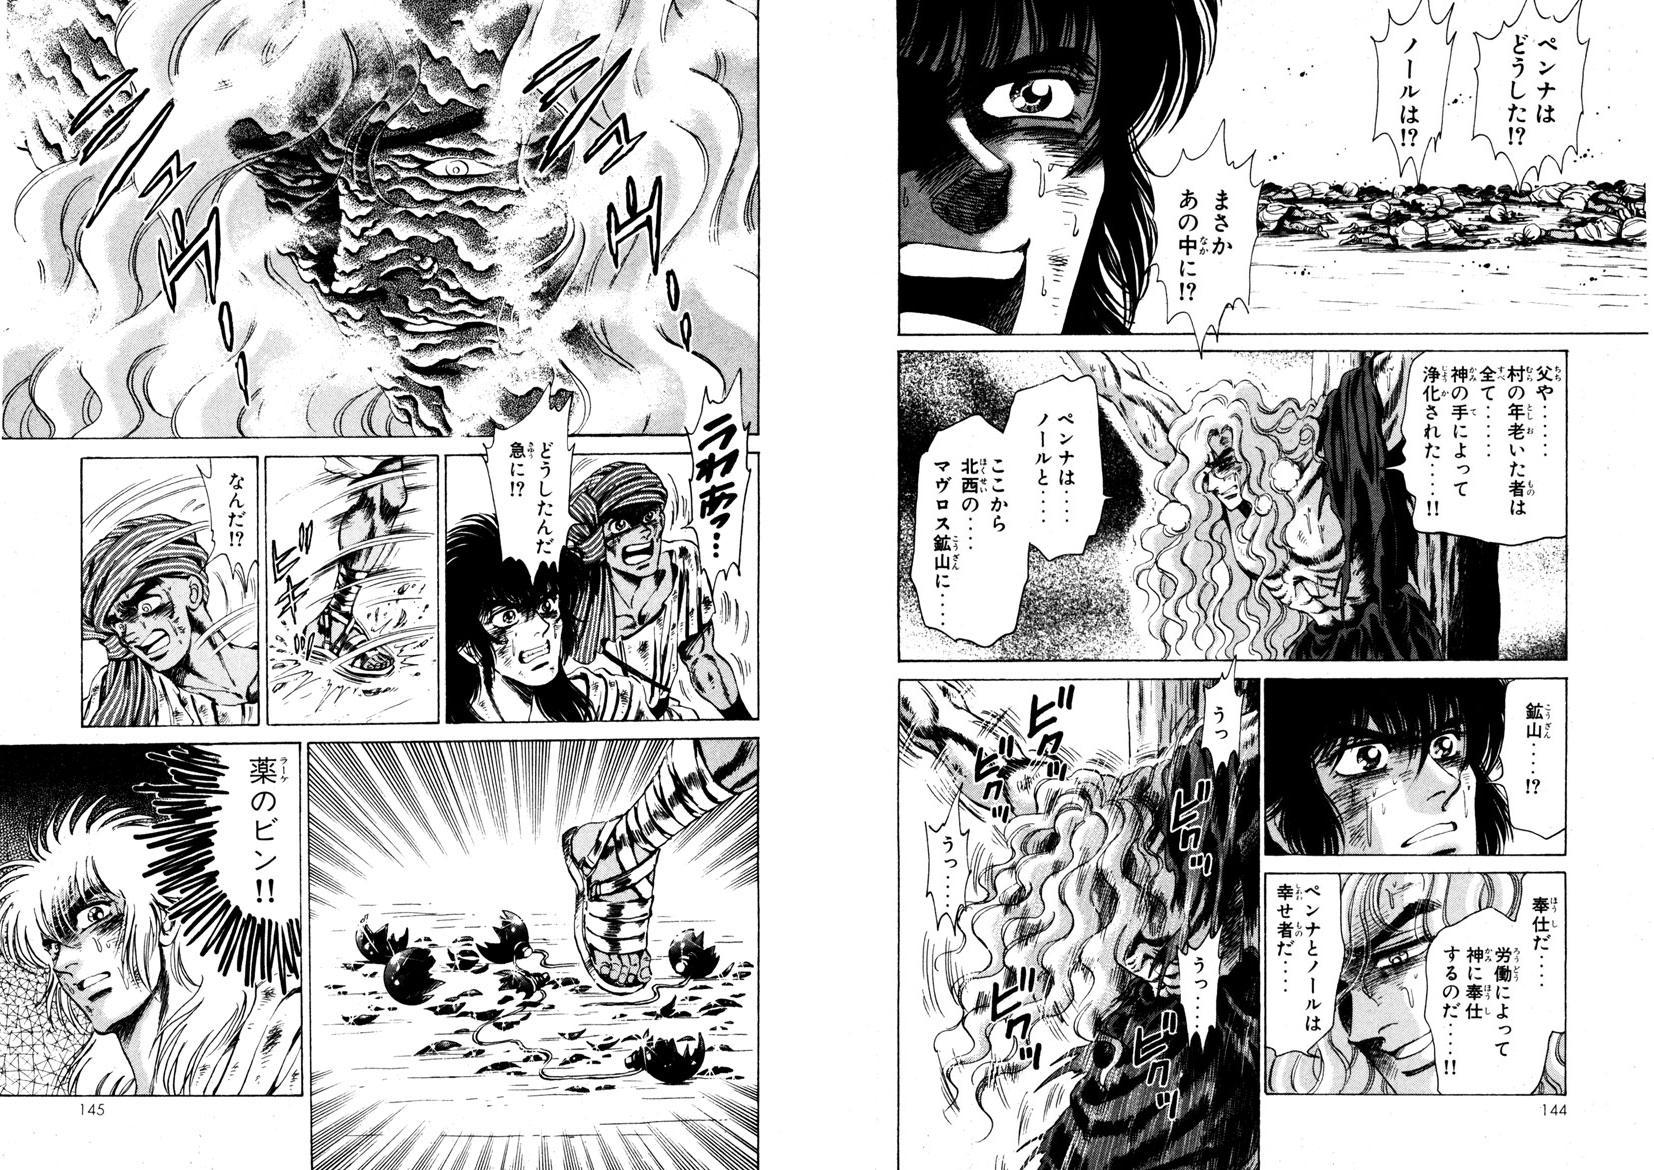 ペンナは
どうした!?
ノールは!?
まさか
あの中に!?
父や……
村の年老いた者は
全て……
神の手によって
浄化された…!!
ペンナは…
ノールと…
ここから
北西の…
マヴロス鉱山に……
鉱山…!?
奉仕だ…
労働によって
神に奉仕
するのだ…!!
ペンナとノールは
幸せ者だ…
うっ
うっ……
うっ…
ビク
ビク
ビクッ
ビクッ
ビクッ
144
ジュッ
ジュッ
うわあっ…
どうしたんだ
急に!?
なんだ!?
薬のビン!!
145